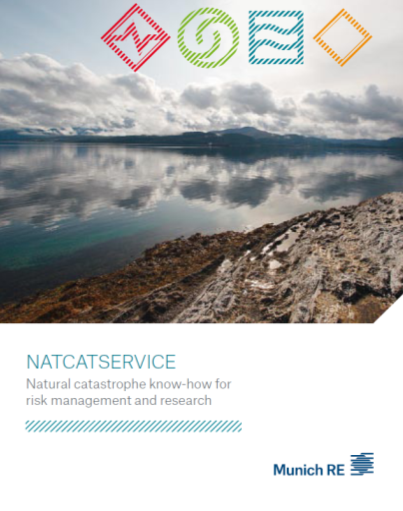 NATCATSERVICE
Natural catastrophe know-how for
risk management and research
Munich RE